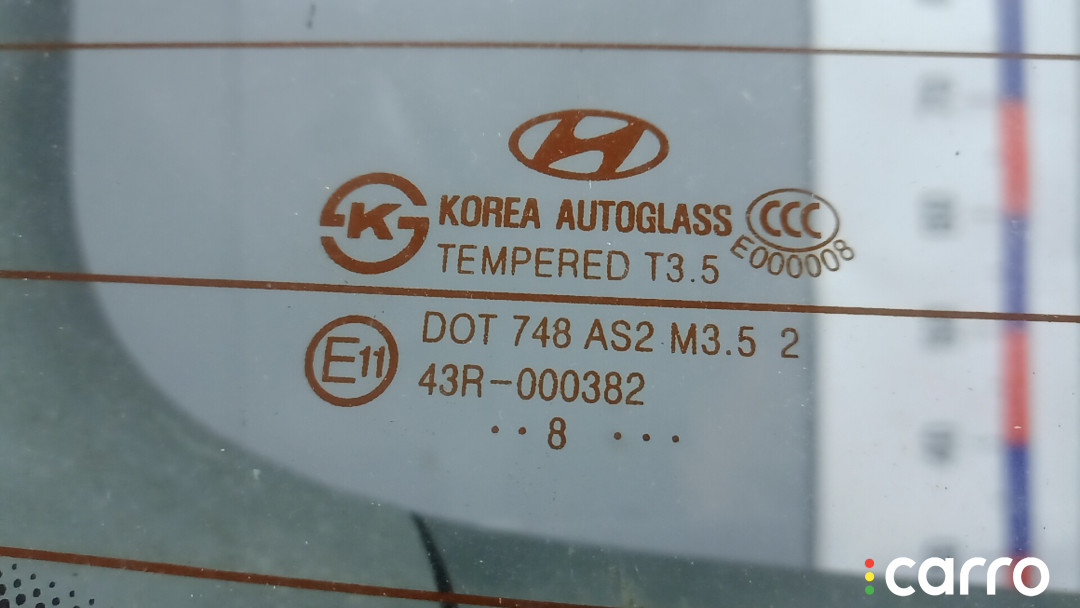 K KOREA AUTOGLASS CCC
TEMPERED T3.5 E000008
E11 DOT 748 AS2 M3.5 2
43R-000382
··8 ···
carro